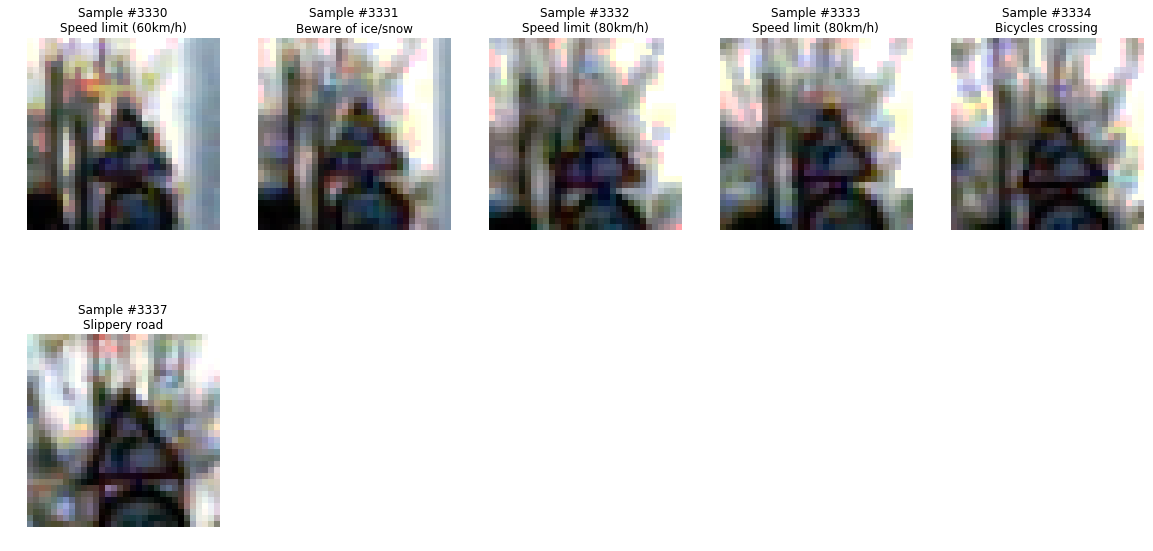 Sample #3330
Speed limit (60km/h)
Sample #3331
Beware of ice/snow
Sample #3332
Speed limit (80km/h)
Sample #3333
Speed limit (80km/h)
Sample #3334
Bicycles crossing
Sample #3337
Slippery road